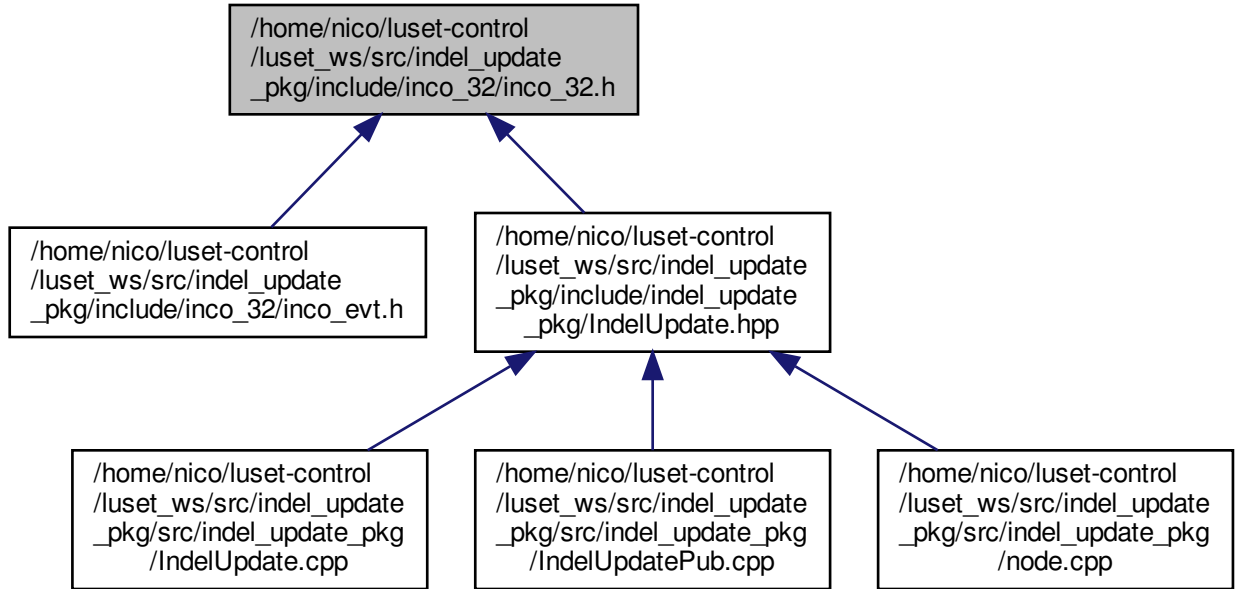 /home/nico/luset-control
/luset_ws/src/indel_update
_pkg/include/inco_32/inco_32.h
/home/nico/luset-control
/luset_ws/src/indel_update
_pkg/include/inco_32/inco_evt.h
/home/nico/luset-control
/luset_ws/src/indel_update
_pkg/include/indel_update
_pkg/IndelUpdate.hpp
/home/nico/luset-control
/luset_ws/src/indel_update
_pkg/src/indel_update_pkg
/IndelUpdate.cpp
/home/nico/luset-control
/luset_ws/src/indel_update
_pkg/src/indel_update_pkg
/IndelUpdatePub.cpp
/home/nico/luset-control
/luset_ws/src/indel_update
_pkg/src/indel_update_pkg
/node.cpp